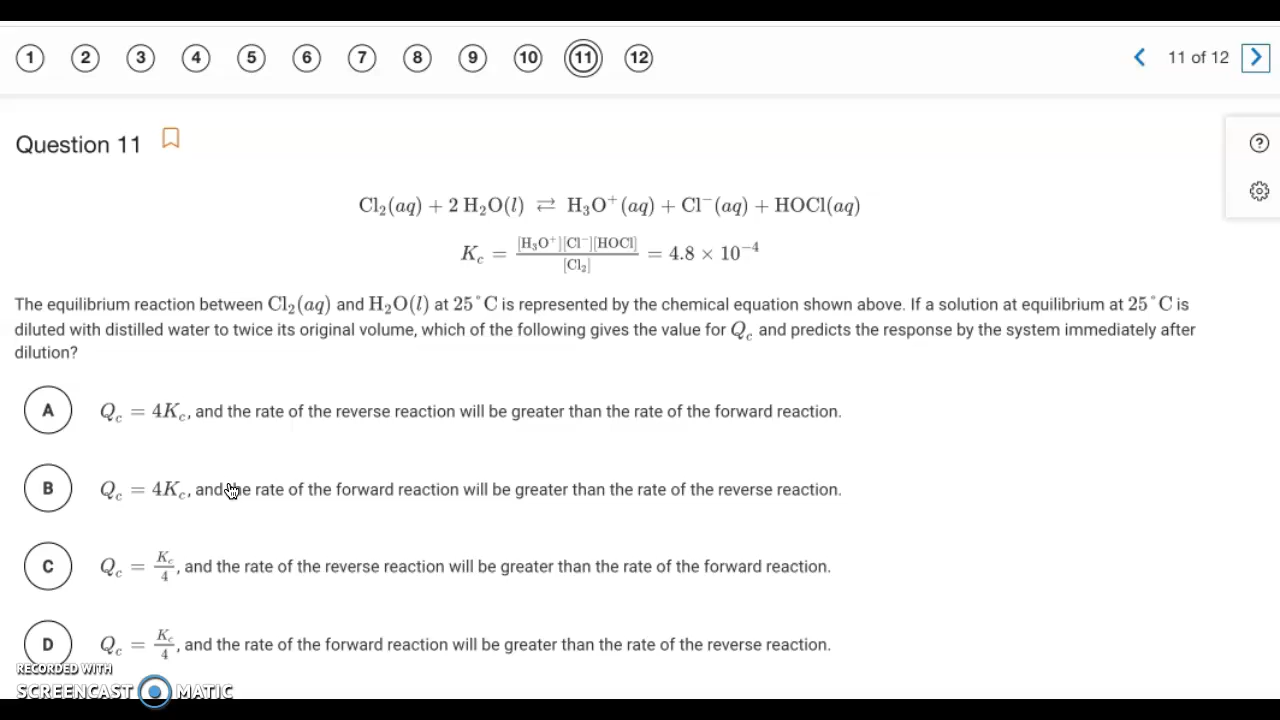 1 2 3 4 5 6 7 8 9 10 11 12 11 of 12
Question 11
Cl₂(aq) + 2 H₂O(l) ⇄ H₃O⁺(aq) + Cl⁻(aq) + HOCl(aq)
K_c = [H₃O⁺][Cl⁻][HOCl] / [Cl₂] = 4.8 × 10⁻⁴
The equilibrium reaction between Cl₂(aq) and H₂O(l) at 25°C is represented by the chemical equation shown above. If a solution at equilibrium at 25°C is
diluted with distilled water to twice its original volume, which of the following gives the value for Q_c and predicts the response by the system immediately after
dilution?
A Q_c = 4K_c, and the rate of the reverse reaction will be greater than the rate of the forward reaction.
B Q_c = 4K_c, and the rate of the forward reaction will be greater than the rate of the reverse reaction.
C Q_c = K_c/4, and the rate of the reverse reaction will be greater than the rate of the forward reaction.
D Q_c = K_c/4, and the rate of the forward reaction will be greater than the rate of the reverse reaction.
RECORDED WITH
SCREENCAST MATIC